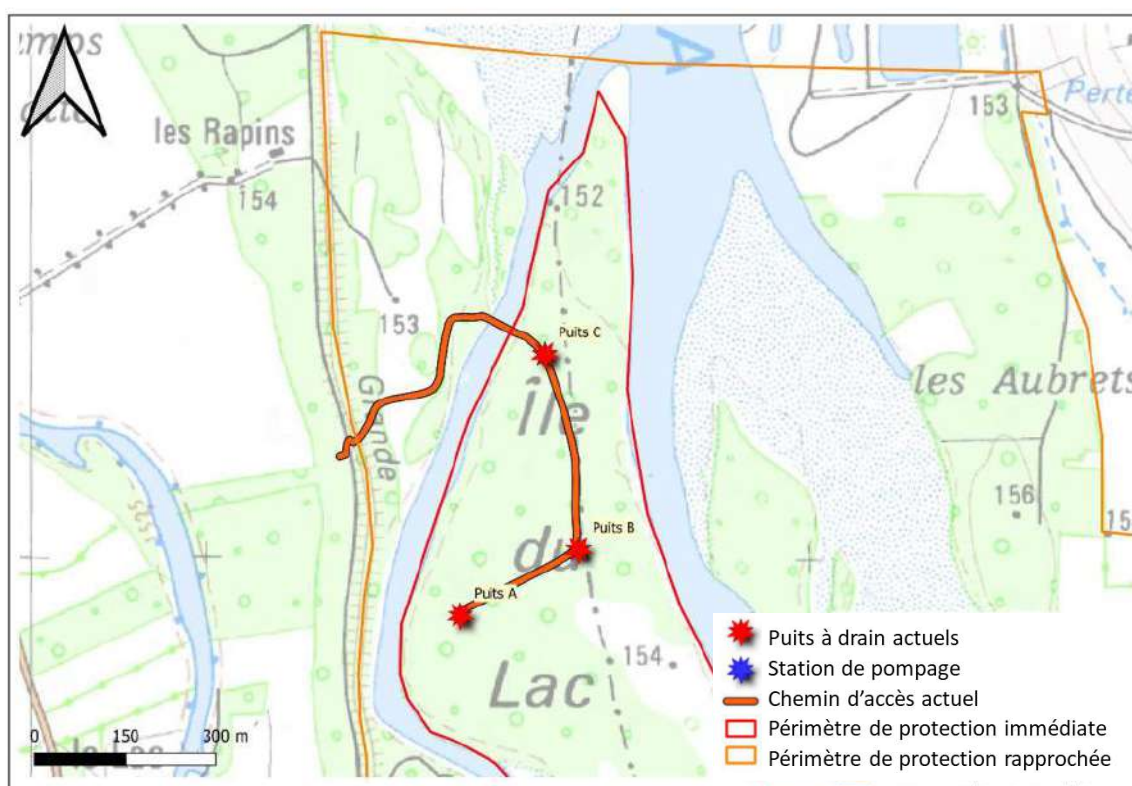 les Rapins
153
Perte
154
152
153
Puits C
Île
les Aubrets
Grande
156
Puits B
du
Puits A
154
Lac
0 150 300 m
Puits à drain actuels
Station de pompage
Chemin d’accès actuel
Périmètre de protection immédiate
Périmètre de protection rapprochée